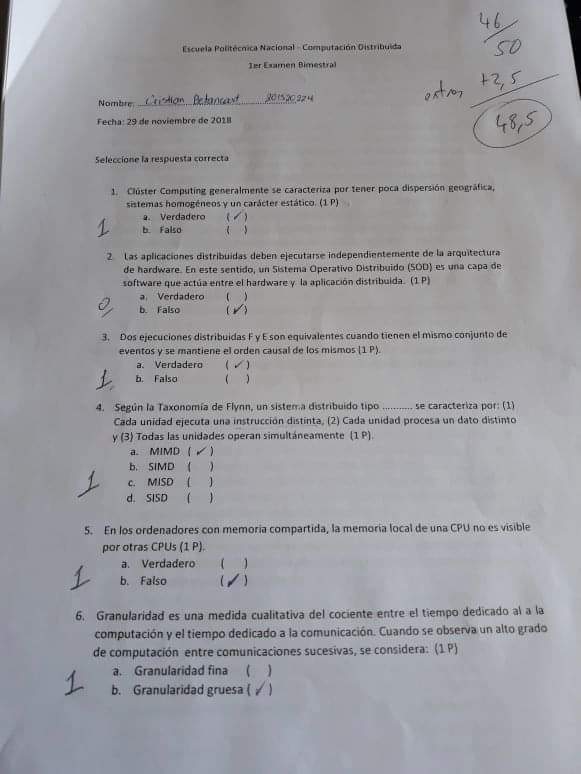 46/50
Escuela Politécnica Nacional - Computación Distribuida
1er Examen Bimestral
extras +2,5
48,5
Nombre: Cristian Betancourt 201520224
Fecha: 29 de noviembre de 2018
Seleccione la respuesta correcta
1. Clúster Computing generalmente se caracteriza por tener poca dispersión geográfica,
sistemas homogéneos y un carácter estático. (1 P)
a. Verdadero ( ✓ )
1 b. Falso ( )
2. Las aplicaciones distribuidas deben ejecutarse independientemente de la arquitectura
de hardware. En este sentido, un Sistema Operativo Distribuido (SOD) es una capa de
software que actúa entre el hardware y la aplicación distribuida. (1 P)
a. Verdadero ( )
0 b. Falso ( ✓ )
3. Dos ejecuciones distribuidas F y E son equivalentes cuando tienen el mismo conjunto de
eventos y se mantiene el orden causal de los mismos (1 P).
a. Verdadero ( ✓ )
1 b. Falso ( )
4. Según la Taxonomía de Flynn, un sistema distribuido tipo ........... se caracteriza por: (1)
Cada unidad ejecuta una instrucción distinta, (2) Cada unidad procesa un dato distinto
y (3) Todas las unidades operan simultáneamente (1 P).
a. MIMD ( ✓ )
b. SIMD ( )
1 c. MISD ( )
d. SISD ( )
5. En los ordenadores con memoria compartida, la memoria local de una CPU no es visible
por otras CPUs (1 P).
a. Verdadero ( )
1 b. Falso ( ✓ )
6. Granularidad es una medida cualitativa del cociente entre el tiempo dedicado al a la
computación y el tiempo dedicado a la comunicación. Cuando se observa un alto grado
de computación entre comunicaciones sucesivas, se considera: (1 P)
a. Granularidad fina ( )
1 b. Granularidad gruesa ( ✓ )